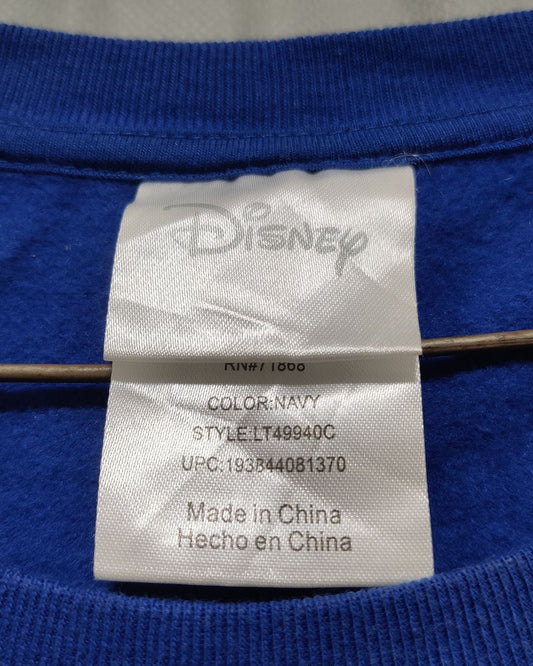 Disney
RN#71868
COLOR:NAVY
STYLE:LT49940C
UPC:193844081370
Made in China
Hecho en China